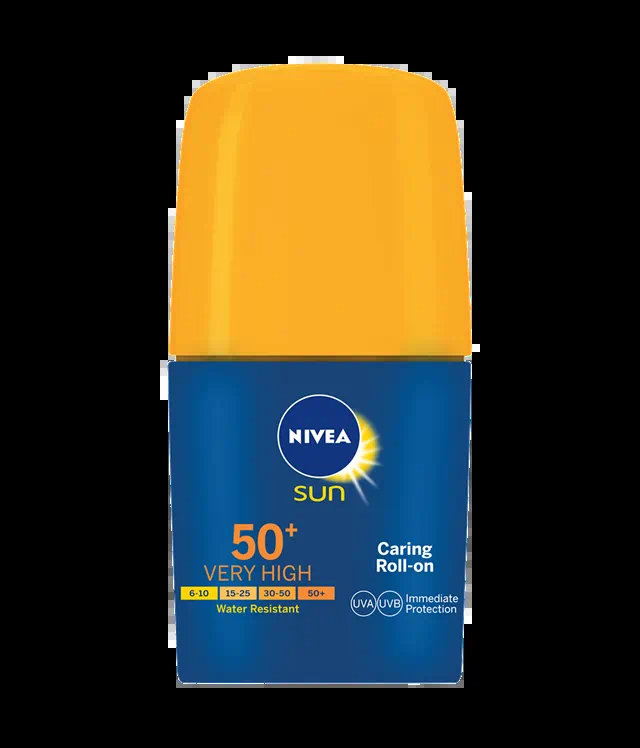 NIVEA
sun
50+
VERY HIGH
6-10 15-25 30-50 50+
Water Resistant
Caring
Roll-on
UVA UVB Immediate
Protection